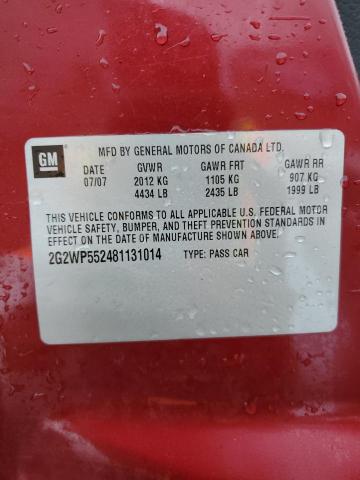 GM
MFD BY GENERAL MOTORS OF CANADA LTD.
DATE GVWR GAWR FRT GAWR RR
07/07 2012 KG 1105 KG 907 KG
4434 LB 2435 LB 1999 LB
THIS VEHICLE CONFORMS TO ALL APPLICABLE U.S. FEDERAL MOTOR
VEHICLE SAFETY, BUMPER, AND THEFT PREVENTION STANDARDS IN
EFFECT ON THE DATE OF MANUFACTURE SHOWN ABOVE.
2G2WP552481131014 TYPE: PASS CAR